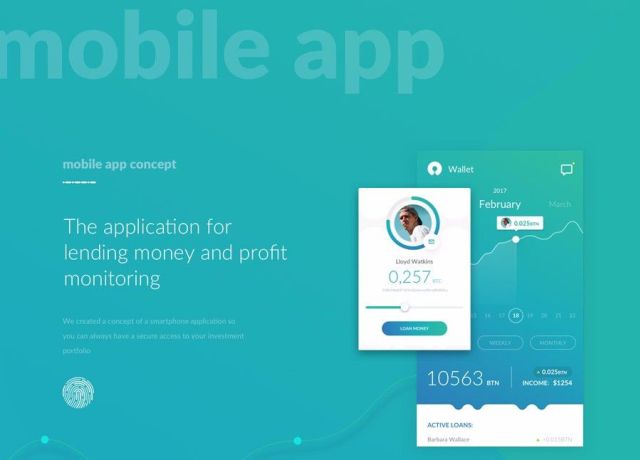 mobile app
mobile app concept
The application for
lending money and profit
monitoring
We created a concept of a smartphone application so
you can always have a secure access to your investment
portfolio
Wallet
2017
February
March
0.025BTN
Lloyd Watkins
0,257 BTC
LOAN MONEY
15
16
17
18
19
20
21
22
WEEKLY
MONTHLY
10563 BTN
0.025BTN
INCOME: $1254
ACTIVE LOANS:
Barbara Wallace
+0.015BTN